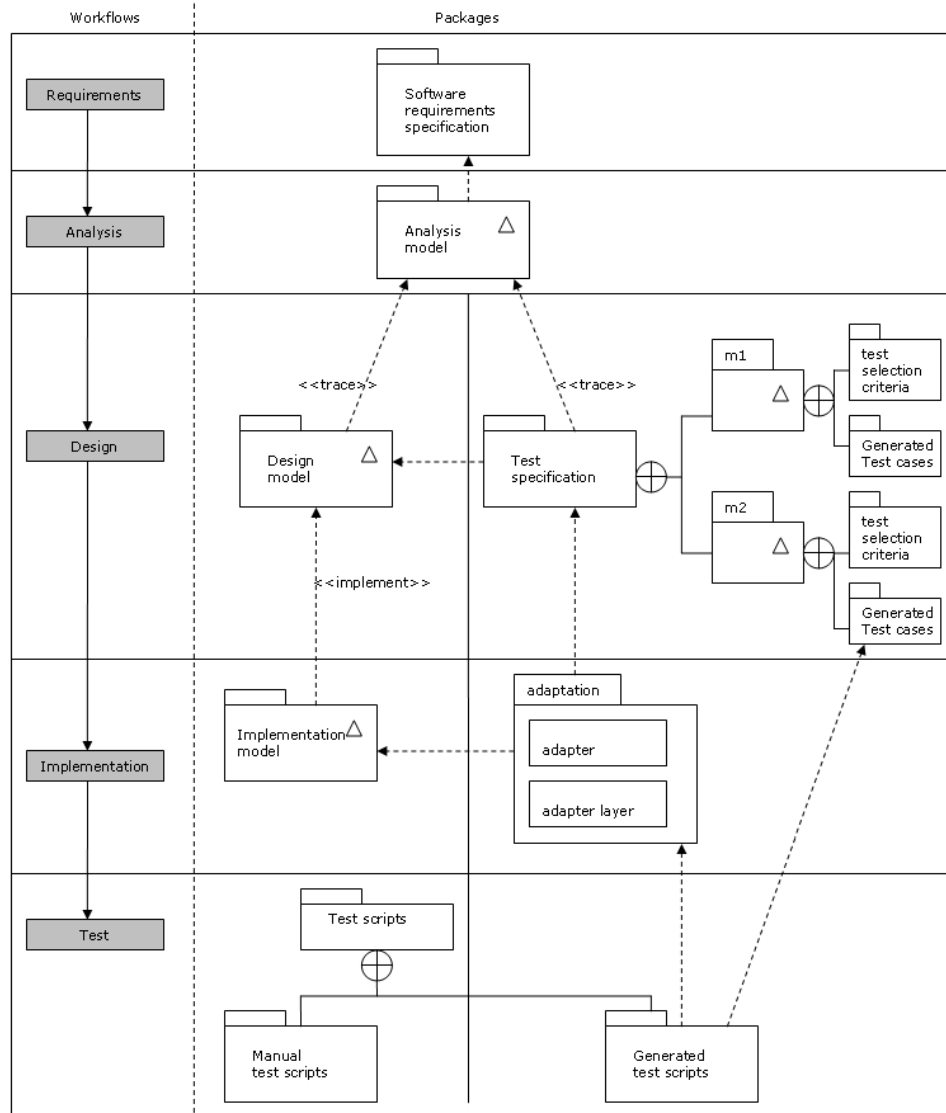 Workflows
Packages
Requirements
Software
requirements
specification
Analysis
Analysis
model
<<trace>>
<<trace>>
Design
Design
model
Test
specification
m1
test
selection
criteria
Generated
Test cases
m2
test
selection
criteria
Generated
Test cases
<<implement>>
Implementation
Implementation
model
adaptation
adapter
adapter layer
Test
Test scripts
Manual
test scripts
Generated
test scripts